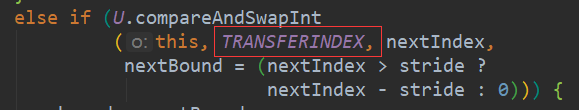 else if (U.compareAndSwapInt
(o: this, TRANSFERINDEX, nextIndex,
nextBound = (nextIndex > stride ?
nextIndex - stride : 0))) {